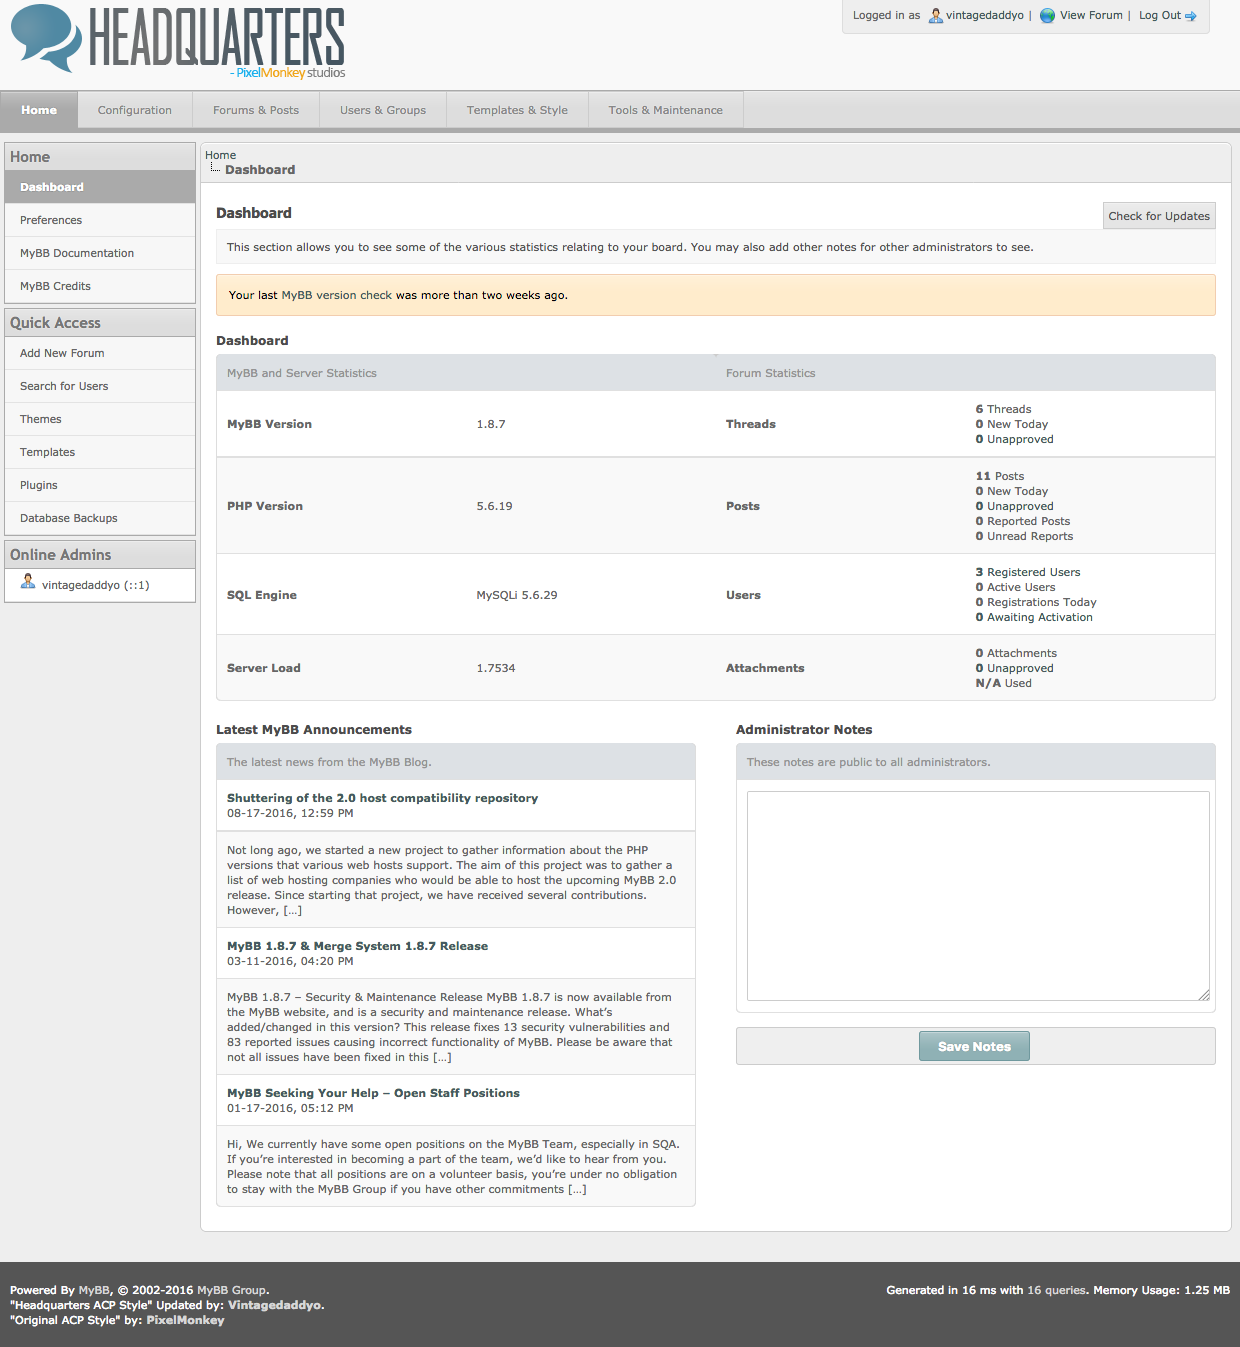 HEADQUARTERS
- PixelMonkey studios
Logged in as vintagedaddyo | View Forum | Log Out
Home Configuration Forums & Posts Users & Groups Templates & Style Tools & Maintenance
Home
Dashboard
Preferences
MyBB Documentation
MyBB Credits
Quick Access
Add New Forum
Search for Users
Themes
Templates
Plugins
Database Backups
Online Admins
vintagedaddyo (::1)
Home
Dashboard
Dashboard
Check for Updates
This section allows you to see some of the various statistics relating to your board. You may also add other notes for other administrators to see.
Your last MyBB version check was more than two weeks ago.
Dashboard
MyBB and Server Statistics Forum Statistics
MyBB Version 1.8.7 Threads
6 Threads
0 New Today
0 Unapproved
PHP Version 5.6.19 Posts
11 Posts
0 New Today
0 Unapproved
0 Reported Posts
0 Unread Reports
SQL Engine MySQLi 5.6.29 Users
3 Registered Users
0 Active Users
0 Registrations Today
0 Awaiting Activation
Server Load 1.7534 Attachments
0 Attachments
0 Unapproved
N/A Used
Latest MyBB Announcements
The latest news from the MyBB Blog.
Shuttering of the 2.0 host compatibility repository
08-17-2016, 12:59 PM
Not long ago, we started a new project to gather information about the PHP
versions that various web hosts support. The aim of this project was to gather a
list of web hosting companies who would be able to host the upcoming MyBB 2.0
release. Since starting that project, we have received several contributions.
However, [...]
MyBB 1.8.7 & Merge System 1.8.7 Release
03-11-2016, 04:20 PM
MyBB 1.8.7 – Security & Maintenance Release MyBB 1.8.7 is now available from
the MyBB website, and is a security and maintenance release. What's
added/changed in this version? This release fixes 13 security vulnerabilities and
83 reported issues causing incorrect functionality of MyBB. Please be aware that
not all issues have been fixed in this [...]
MyBB Seeking Your Help – Open Staff Positions
01-17-2016, 05:12 PM
Hi, We currently have some open positions on the MyBB Team, especially in SQA.
If you're interested in becoming a part of the team, we'd like to hear from you.
Please note that all positions are on a volunteer basis, you're under no obligation
to stay with the MyBB Group if you have other commitments [...]
Administrator Notes
These notes are public to all administrators.
Save Notes
Powered By MyBB, © 2002-2016 MyBB Group.
"Headquarters ACP Style" Updated by: Vintagedaddyo.
"Original ACP Style" by: PixelMonkey
Generated in 16 ms with 16 queries. Memory Usage: 1.25 MB